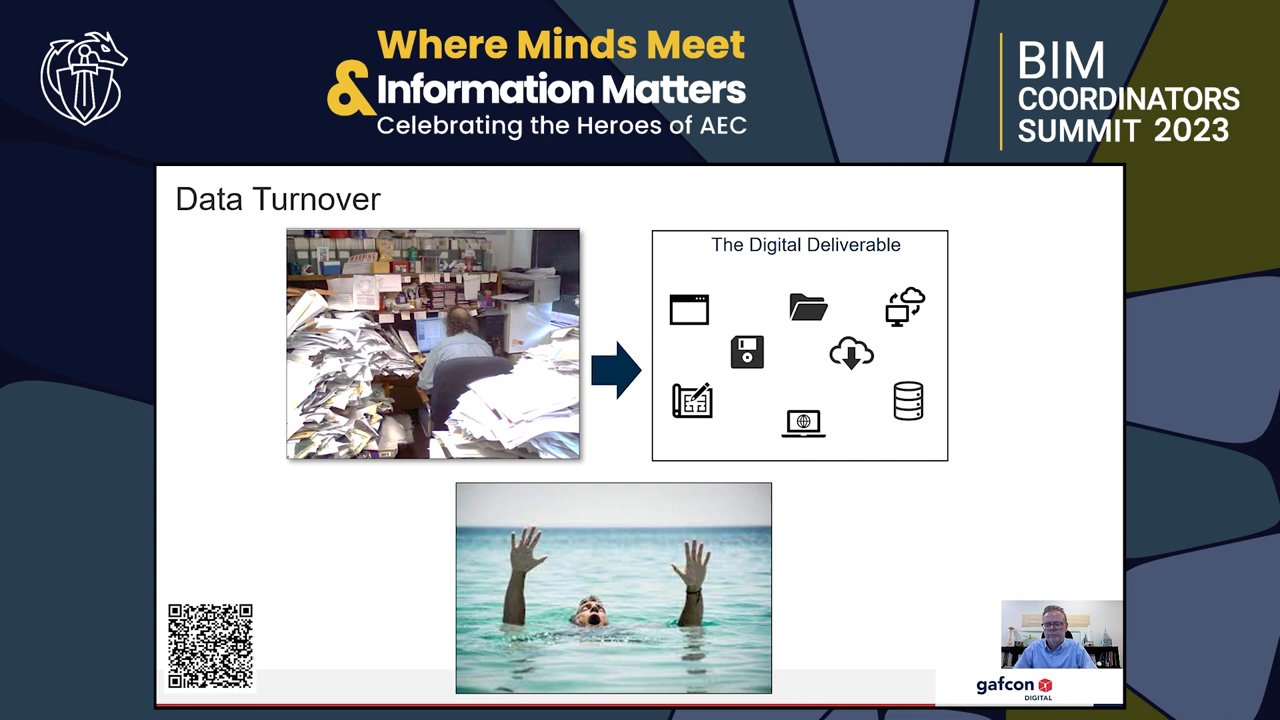 Where Minds Meet
& Information Matters
Celebrating the Heroes of AEC
BIM
COORDINATORS
SUMMIT 2023
Data Turnover
The Digital Deliverable
gafcon
DIGITAL